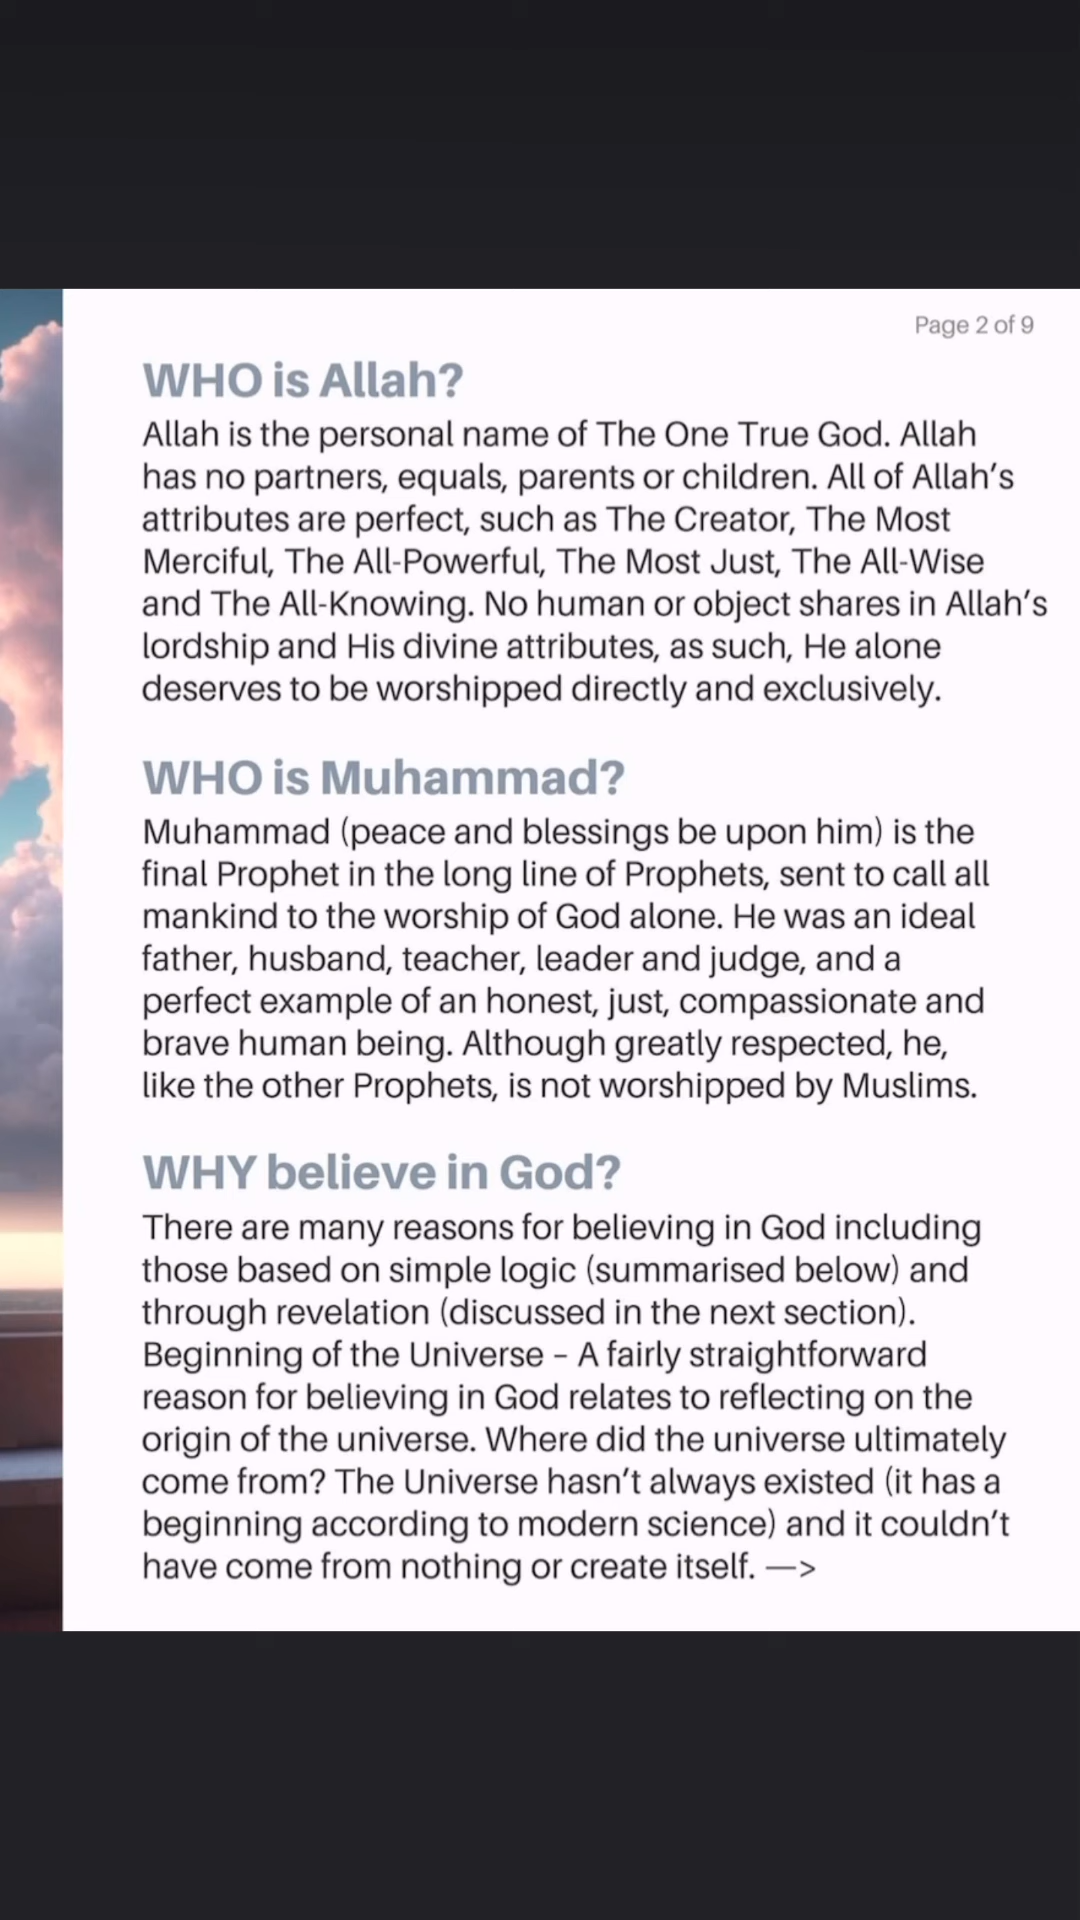 Page 2 of 9
WHO is Allah?
Allah is the personal name of The One True God. Allah
has no partners, equals, parents or children. All of Allah’s
attributes are perfect, such as The Creator, The Most
Merciful, The All-Powerful, The Most Just, The All-Wise
and The All-Knowing. No human or object shares in Allah’s
lordship and His divine attributes, as such, He alone
deserves to be worshipped directly and exclusively.
WHO is Muhammad?
Muhammad (peace and blessings be upon him) is the
final Prophet in the long line of Prophets, sent to call all
mankind to the worship of God alone. He was an ideal
father, husband, teacher, leader and judge, and a
perfect example of an honest, just, compassionate and
brave human being. Although greatly respected, he,
like the other Prophets, is not worshipped by Muslims.
WHY believe in God?
There are many reasons for believing in God including
those based on simple logic (summarised below) and
through revelation (discussed in the next section).
Beginning of the Universe – A fairly straightforward
reason for believing in God relates to reflecting on the
origin of the universe. Where did the universe ultimately
come from? The Universe hasn’t always existed (it has a
beginning according to modern science) and it couldn’t
have come from nothing or create itself. —>